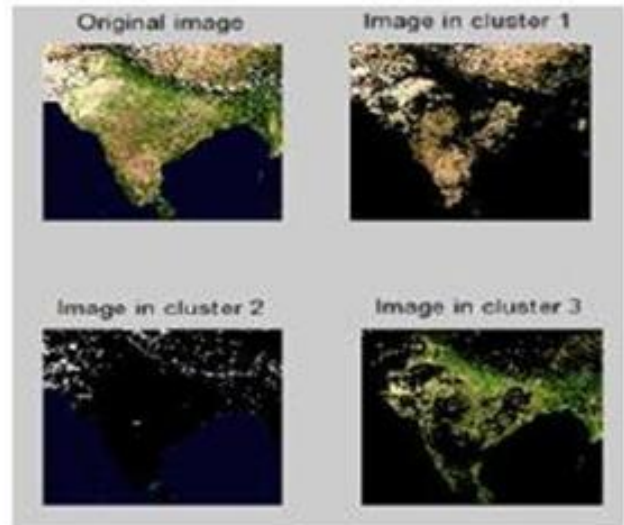 Original image
Image in cluster 1
Image in cluster 2
Image in cluster 3